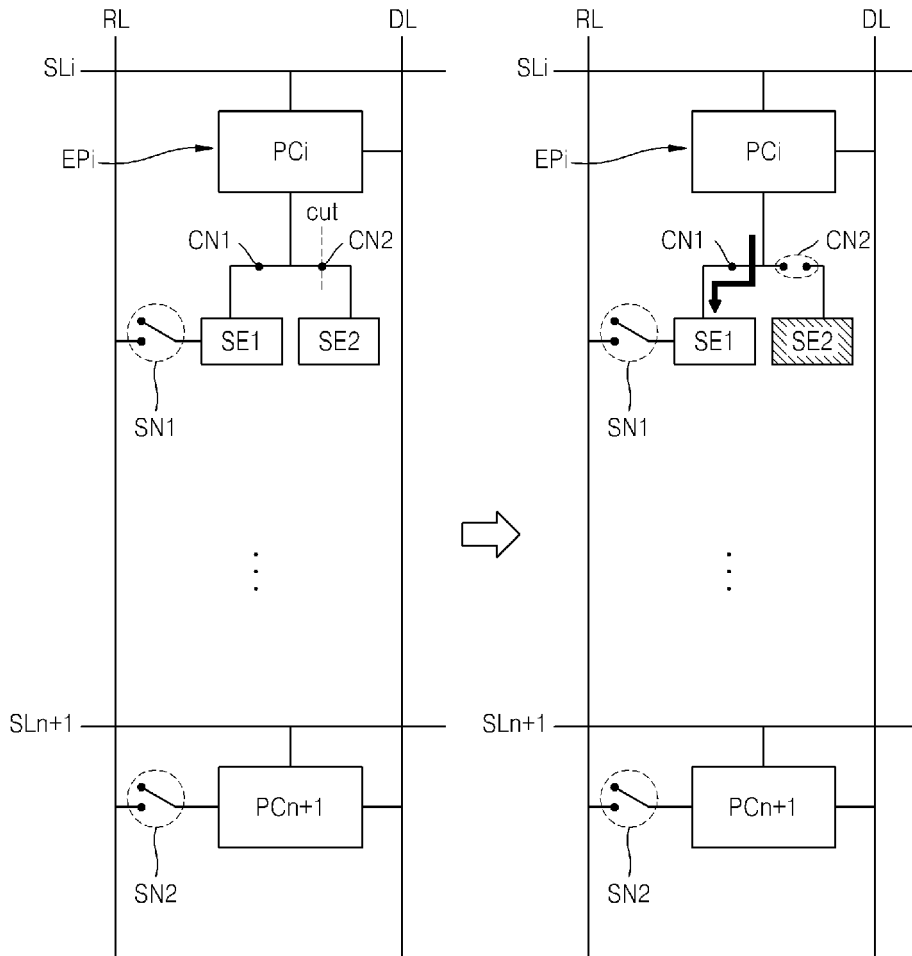 RL DL RL DL
SLi SLi
EPi PCi EPi PCi
cut
CN1 CN2 CN1 CN2
SE1 SE2 SE1 SE2
SN1 SN1
SLn+1 SLn+1
PCn+1 PCn+1
SN2 SN2